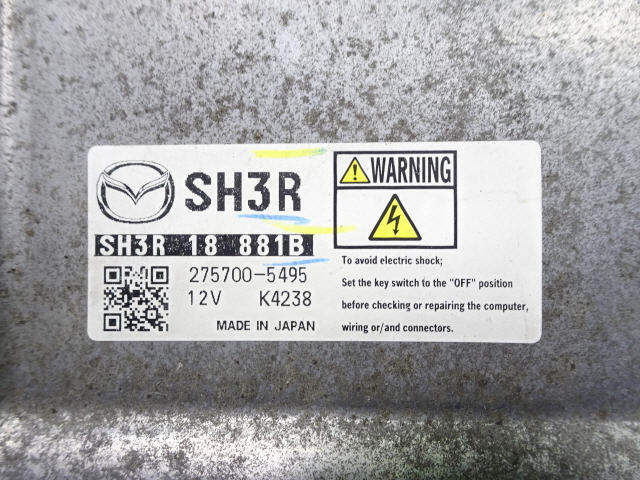 SH3R
SH3R 18 881B
275700-5495
12V K4238
MADE IN JAPAN
WARNING
To avoid electric shock;
Set the key switch to the "OFF" position
before checking or repairing the computer,
wiring or/and connectors.